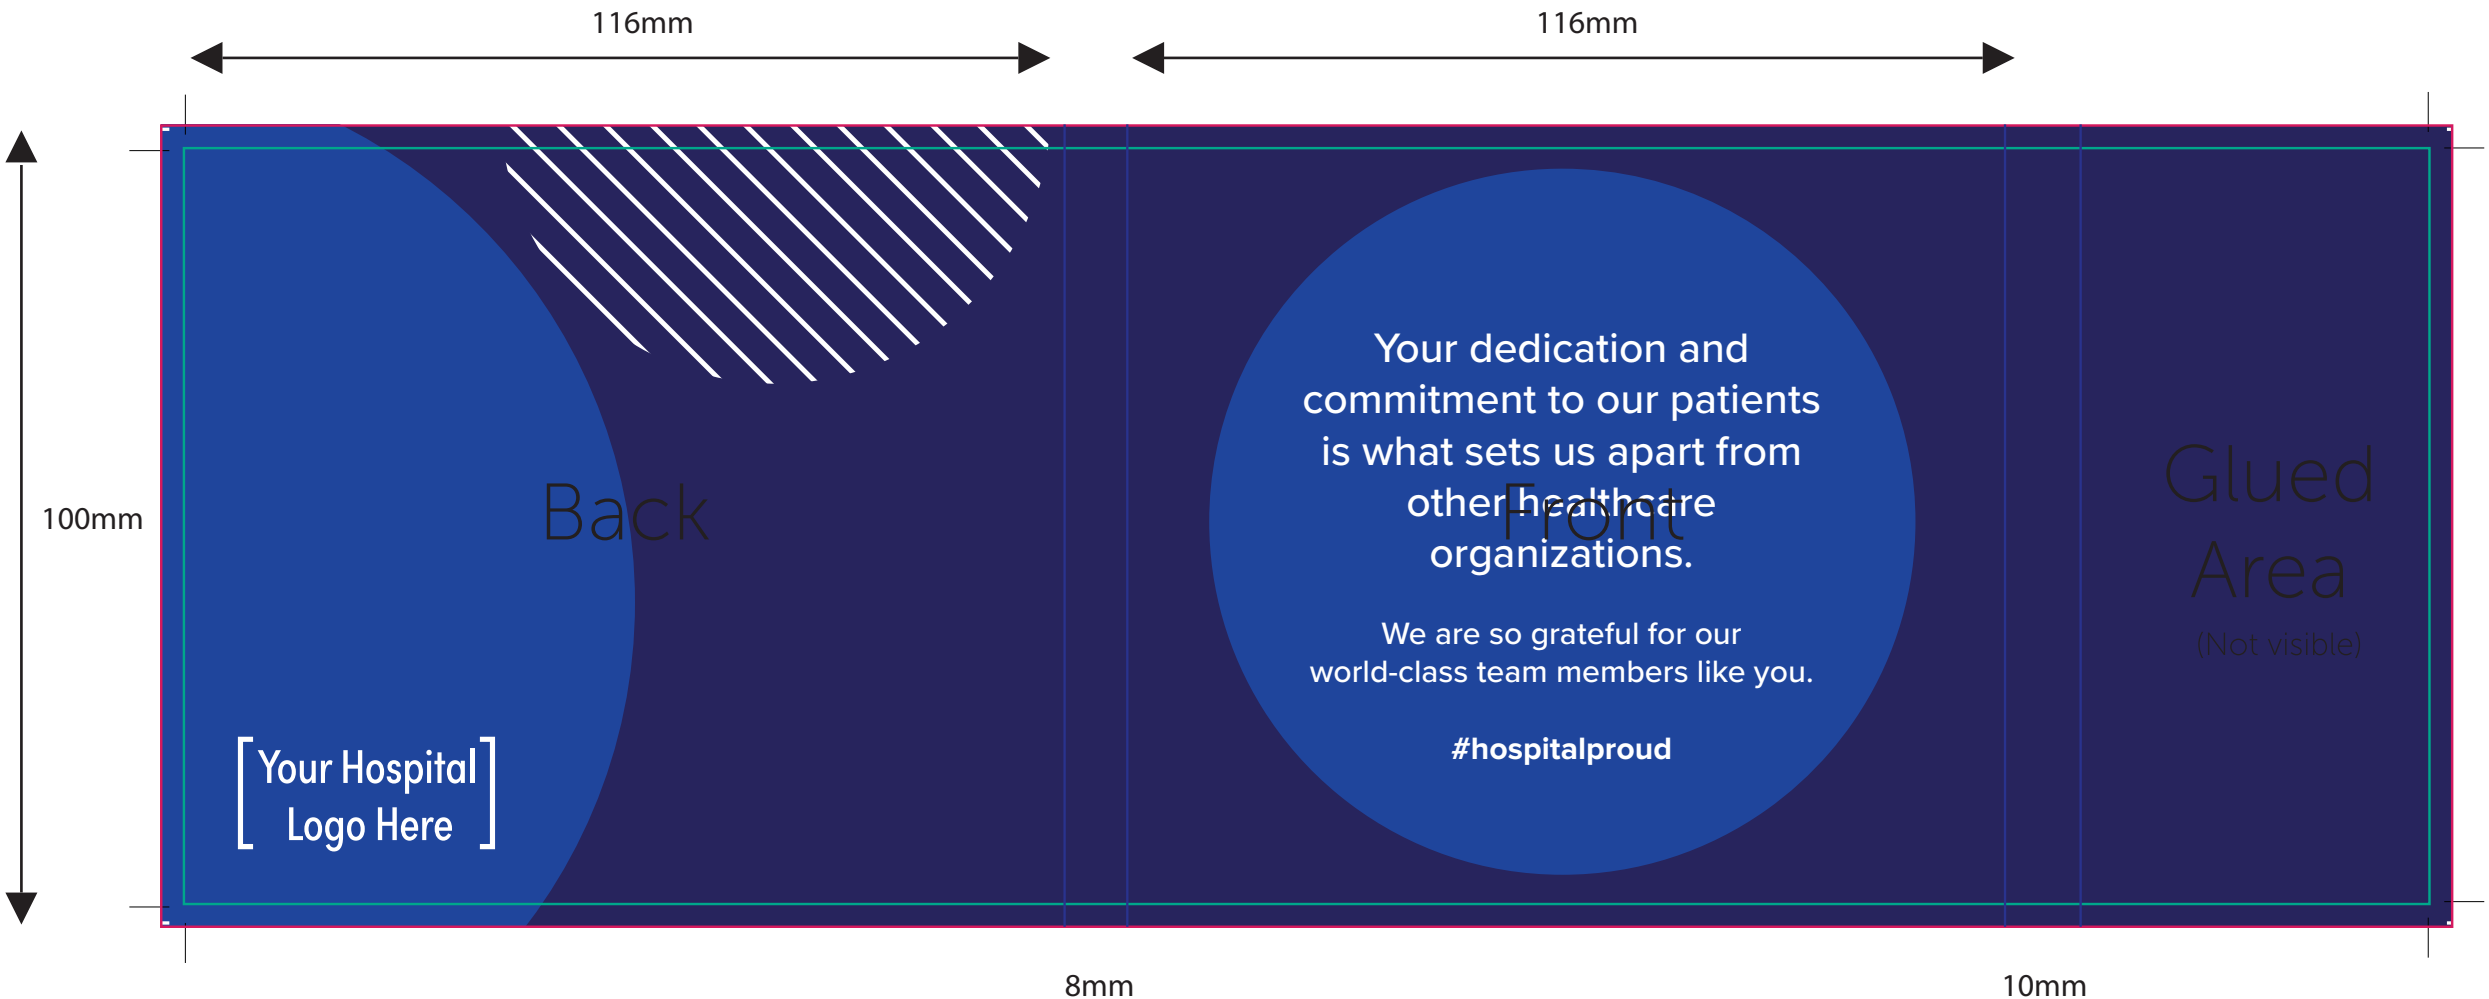 116mm
116mm
100mm
Back
Your Hospital
Logo Here
Your dedication and
commitment to our patients
is what sets us apart from
other healthcare
organizations.
Front
We are so grateful for our
world-class team members like you.
#hospitalproud
Glued
Area
(Not visible)
8mm
10mm